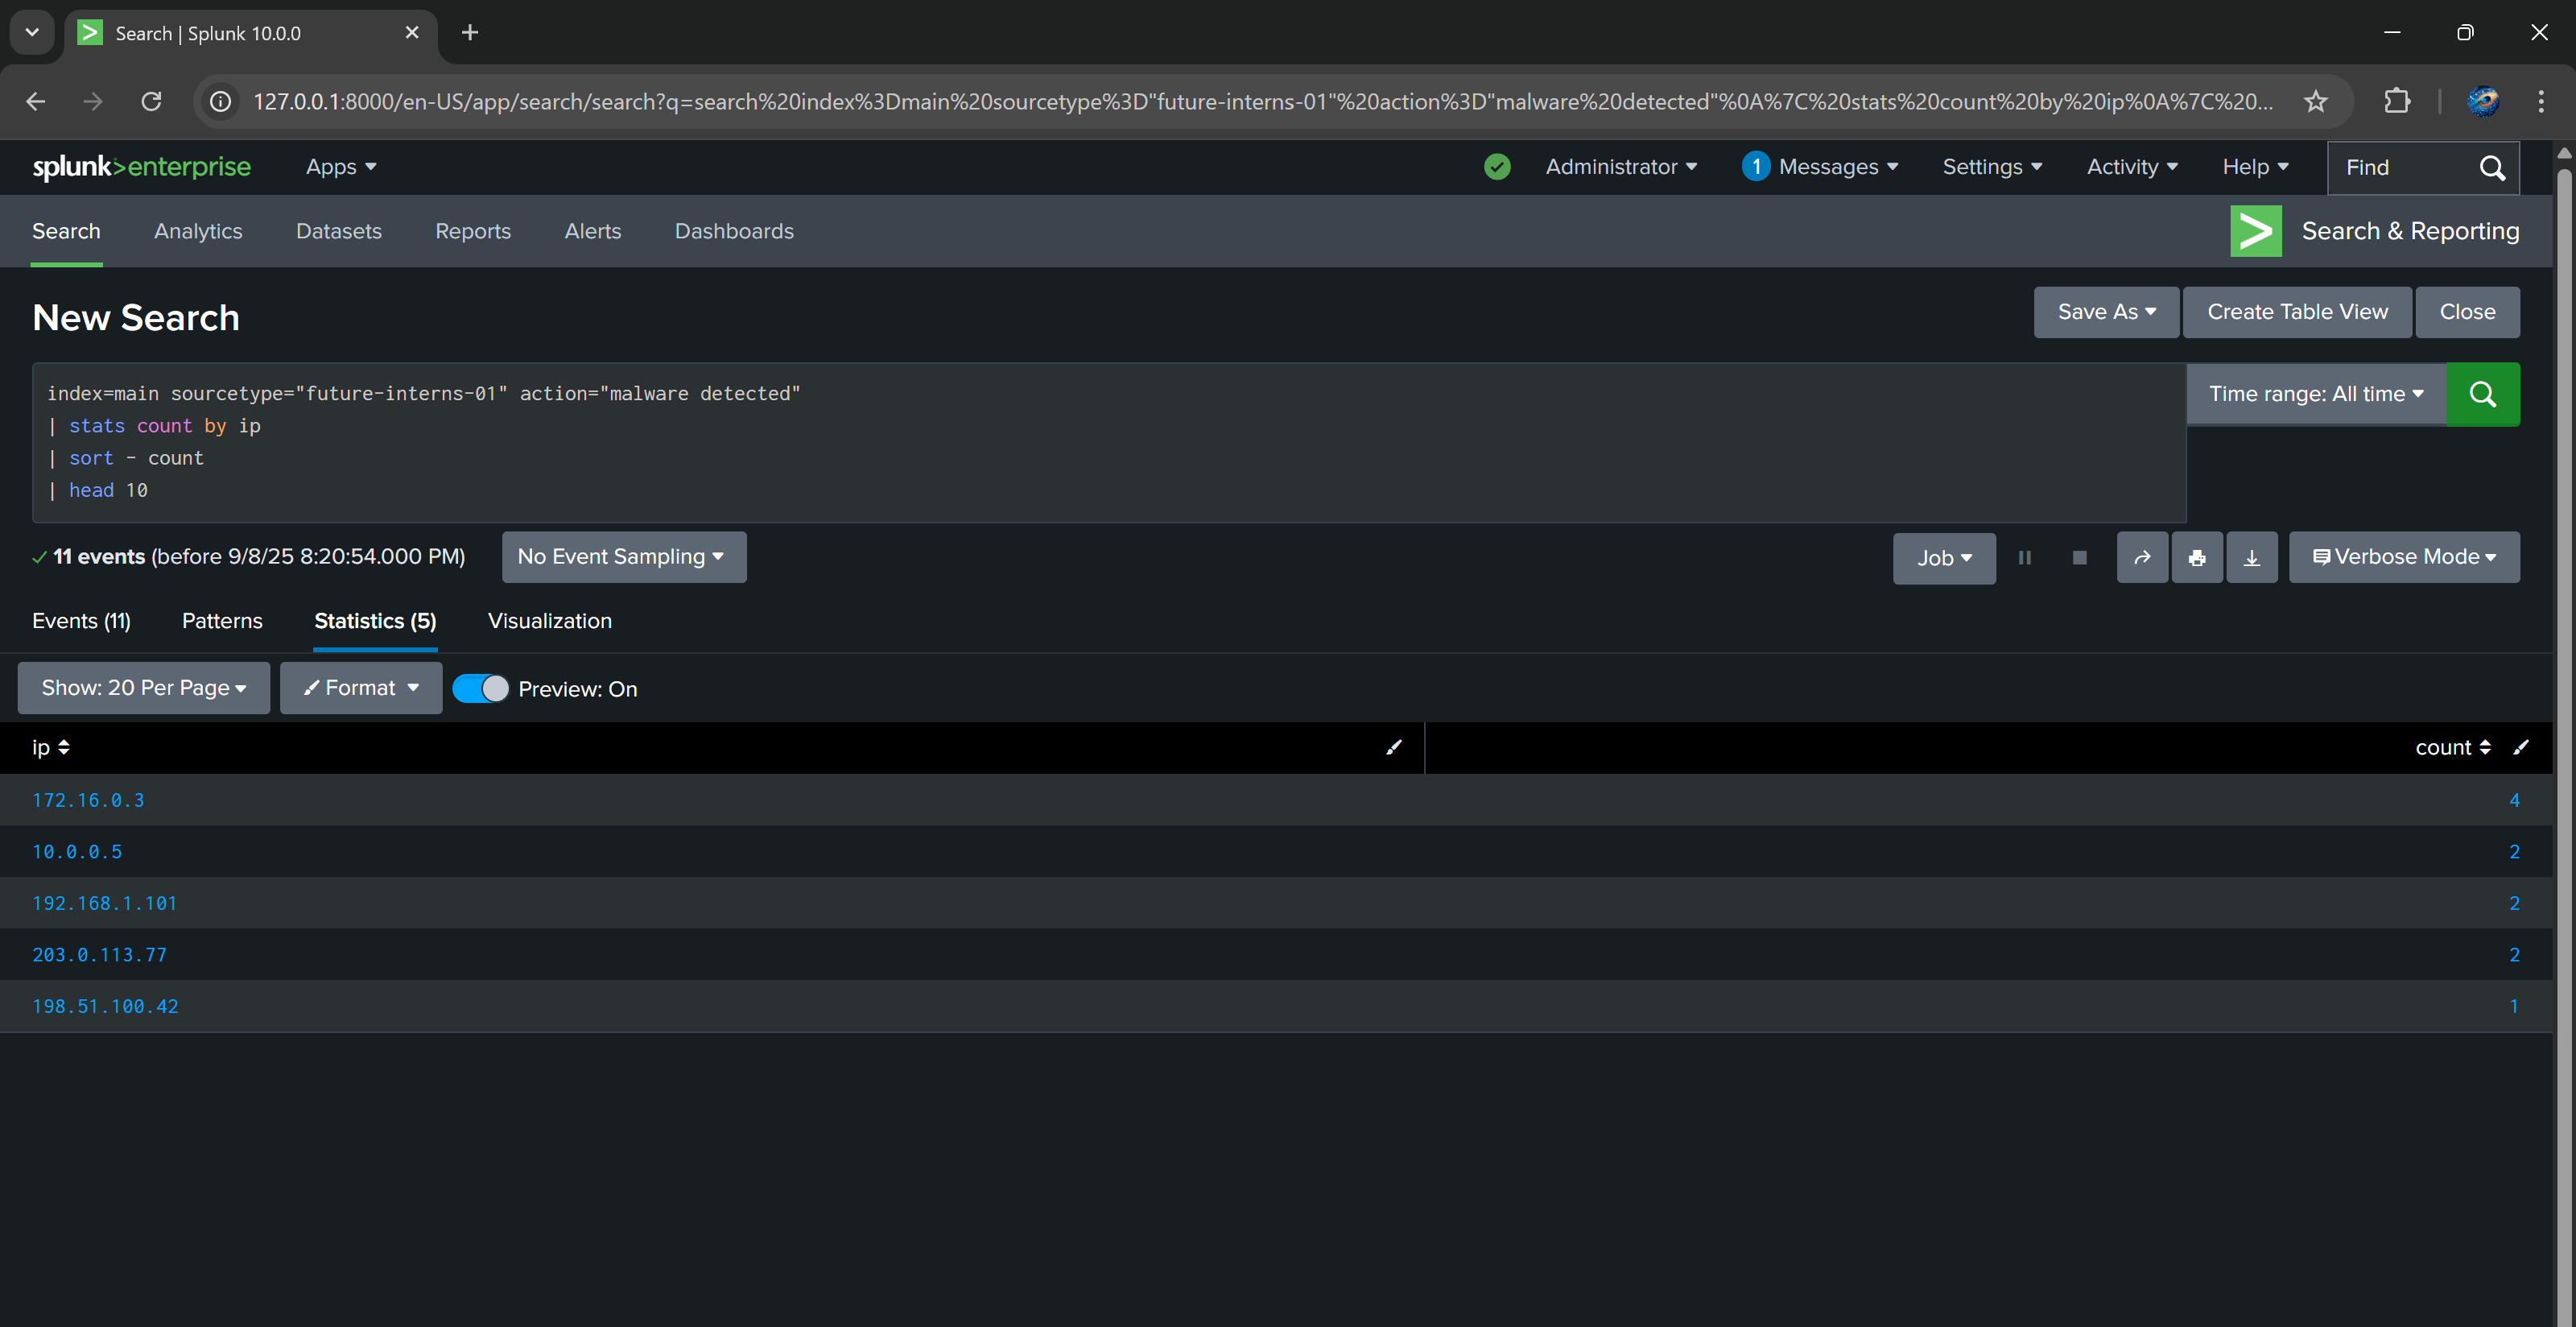 Search | Splunk 10.0.0
127.0.0.1:8000/en-US/app/search/search?q=search%20index%3Dmain%20sourcetype%3D"future-interns-01"%20action%3D"malware%20detected"%0A%7C%20stats%20count%20by%20ip%0A%7C%20...
splunk>enterprise Apps Administrator 1 Messages Settings Activity Help Find
Search Analytics Datasets Reports Alerts Dashboards Search & Reporting
New Search Save As Create Table View Close
index=main sourcetype="future-interns-01" action="malware detected" Time range: All time
| stats count by ip
| sort - count
| head 10
11 events (before 9/8/25 8:20:54.000 PM) No Event Sampling Job Verbose Mode
Events (11) Patterns Statistics (5) Visualization
Show: 20 Per Page Format Preview: On
ip count
172.16.0.3 4
10.0.0.5 2
192.168.1.101 2
203.0.113.77 2
198.51.100.42 1